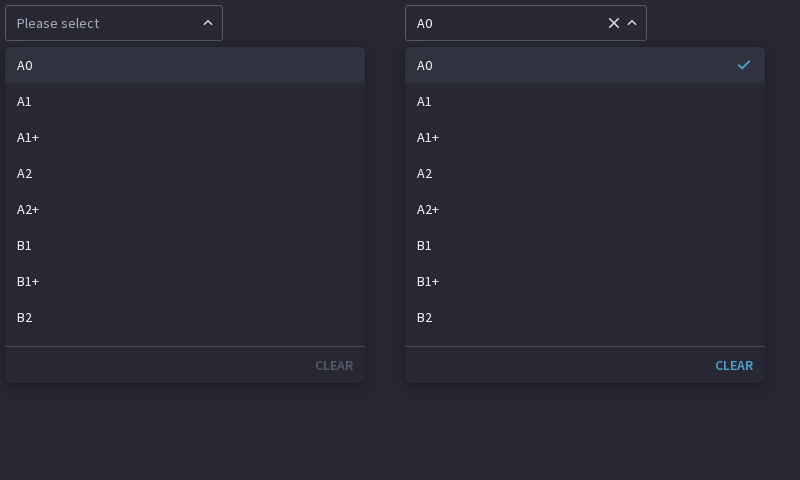 Please select
A0
A1
A1+
A2
A2+
B1
B1+
B2
CLEAR
A0
A0
A1
A1+
A2
A2+
B1
B1+
B2
CLEAR